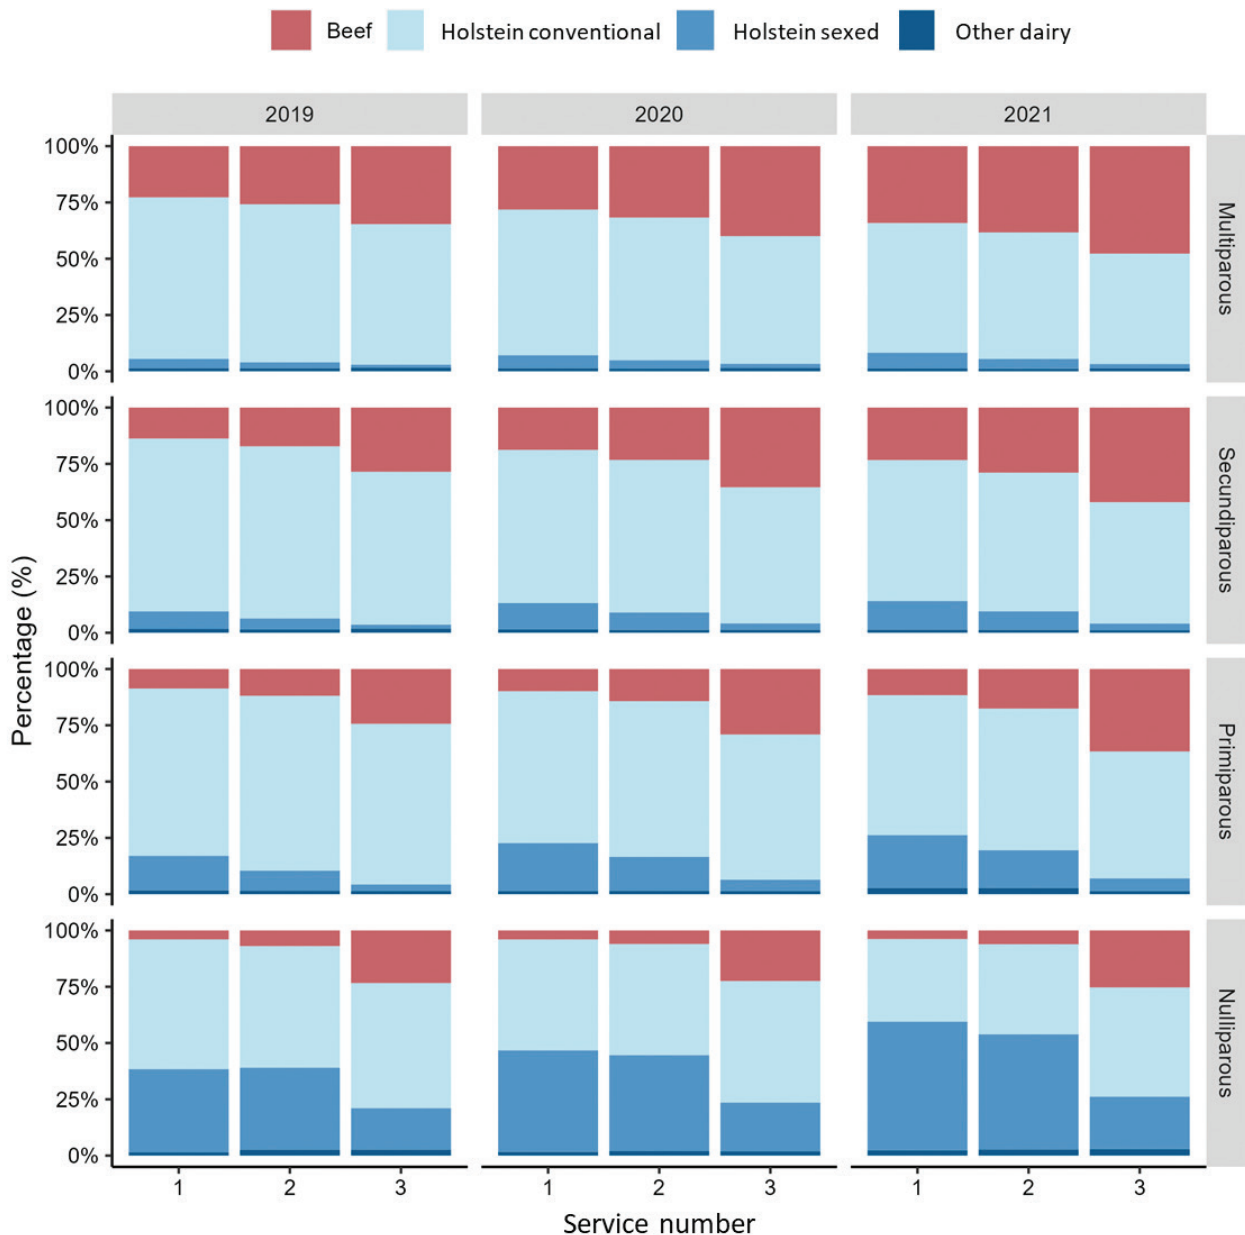 Beef Holstein conventional Holstein sexed Other dairy
2019 2020 2021
100%
75%
50%
25%
0%
Multiparous
100%
75%
50%
25%
0%
Secundiparous
100%
75%
50%
25%
0%
Primiparous
100%
75%
50%
25%
0%
Nulliparous
Percentage (%)
1 2 3 1 2 3 1 2 3
Service number